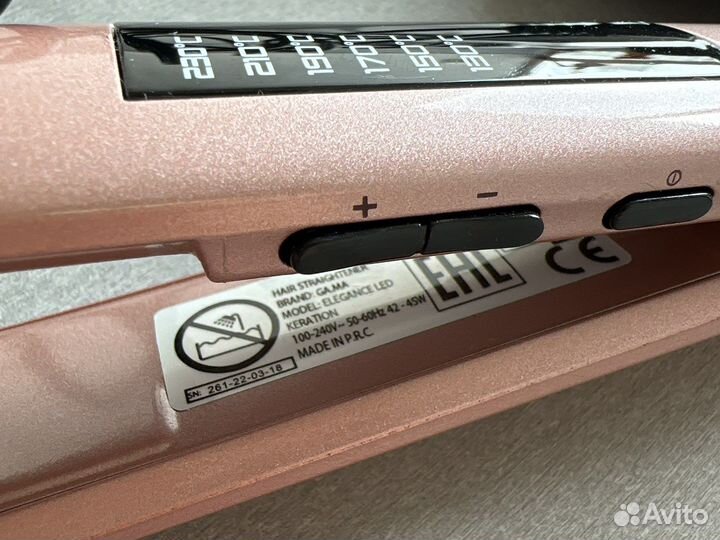 230°C
210°C
190°C
170°C
150°C
130°C
+
-
HAIR STRAIGHTENER
BRAND: GA.MA
MODEL: ELEGANCE LED
KERATION
100-240V~ 50-60Hz 42-45W
MADE IN P.R.C.
SN: 261-22-03-18
EAC
CE
Avito